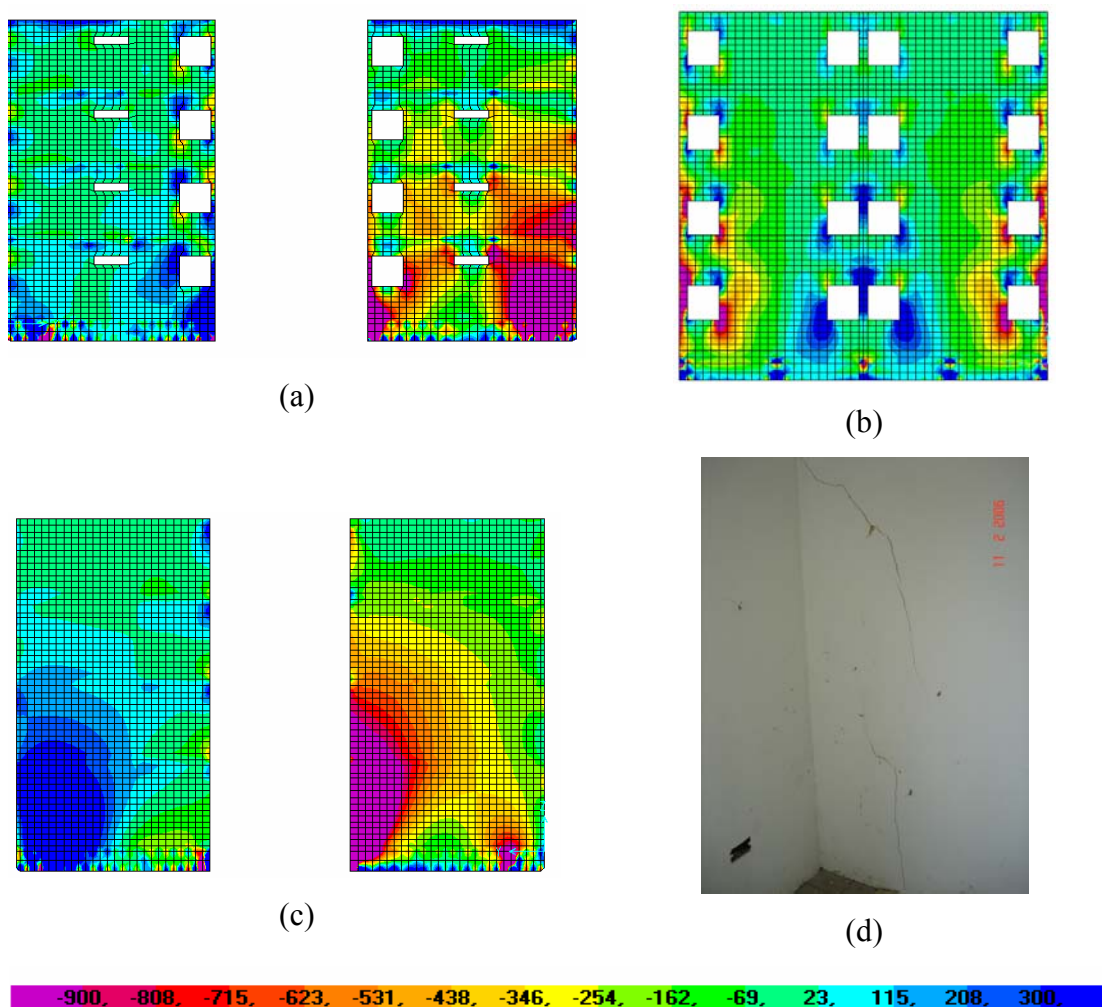 (a)
(b)
11 2 2006
(c)
(d)
-900, -808, -715, -623, -531, -438, -346, -254, -162, -69, 23, 115, 208, 300,